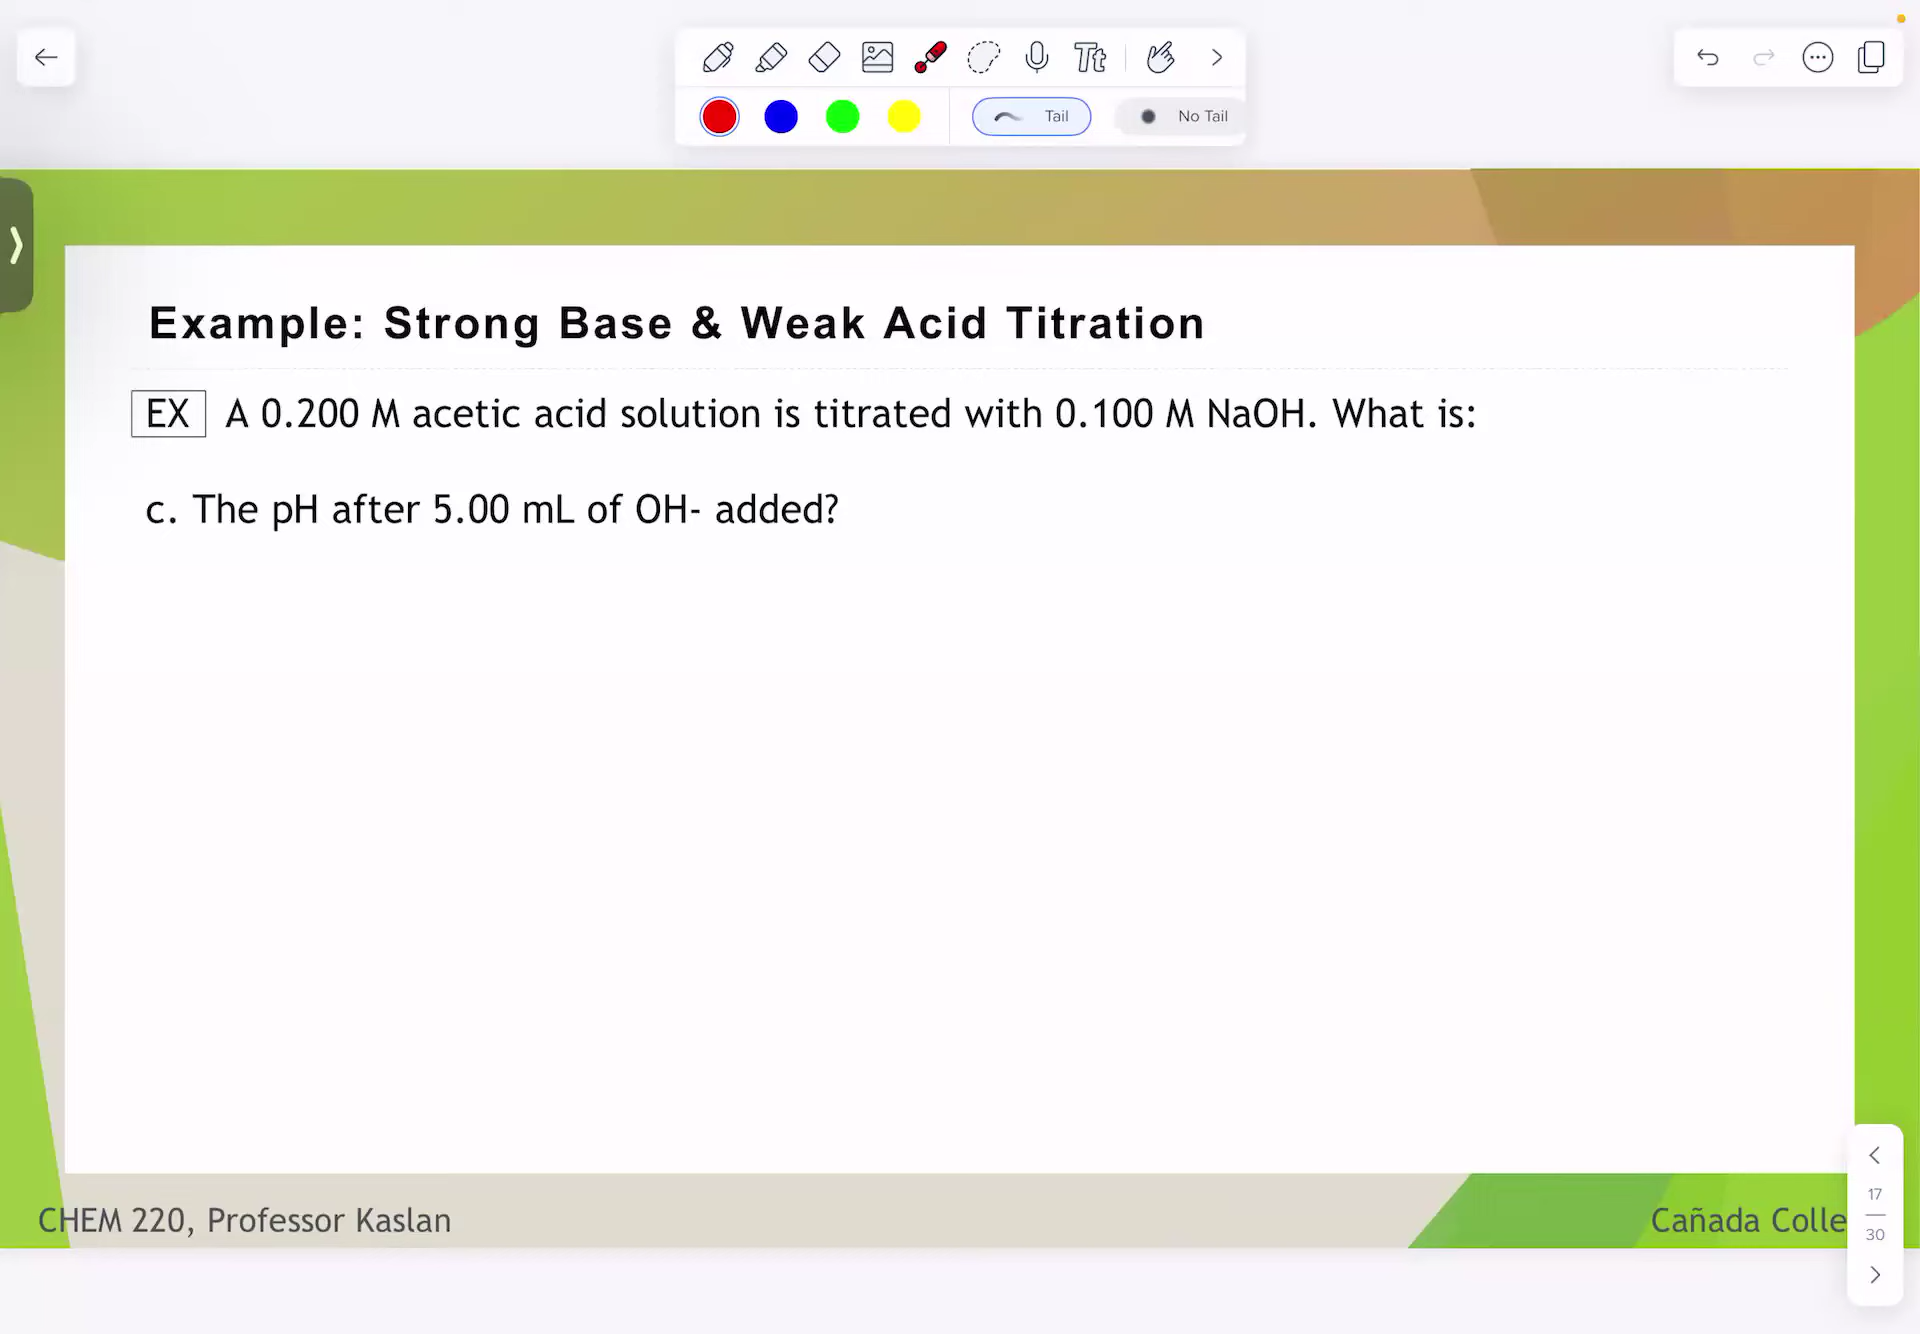 Tt
Tail
No Tail
Example: Strong Base & Weak Acid Titration
EX A 0.200 M acetic acid solution is titrated with 0.100 M NaOH. What is:
c. The pH after 5.00 mL of OH- added?
CHEM 220, Professor Kaslan
Cañada Colle
17
30